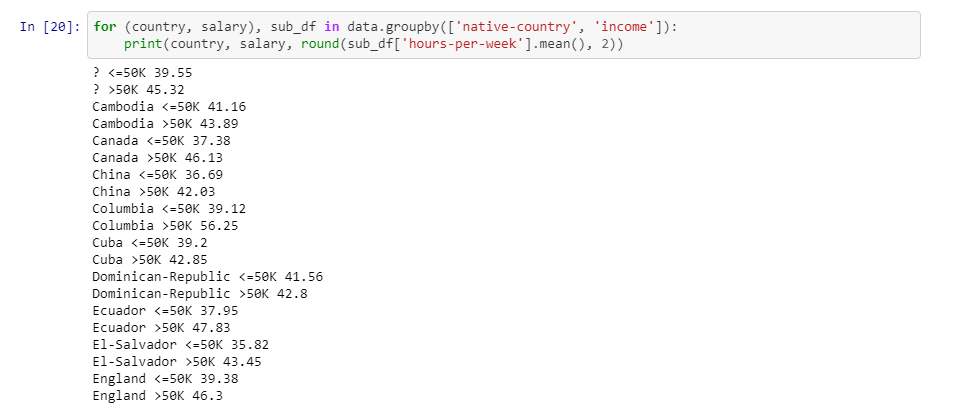 In [20]: for (country, salary), sub_df in data.groupby(['native-country', 'income']):
    print(country, salary, round(sub_df['hours-per-week'].mean(), 2))
? <=50K 39.55
? >50K 45.32
Cambodia <=50K 41.16
Cambodia >50K 43.89
Canada <=50K 37.38
Canada >50K 46.13
China <=50K 36.69
China >50K 42.03
Columbia <=50K 39.12
Columbia >50K 56.25
Cuba <=50K 39.2
Cuba >50K 42.85
Dominican-Republic <=50K 41.56
Dominican-Republic >50K 42.8
Ecuador <=50K 37.95
Ecuador >50K 47.83
El-Salvador <=50K 35.82
El-Salvador >50K 43.45
England <=50K 39.38
England >50K 46.3